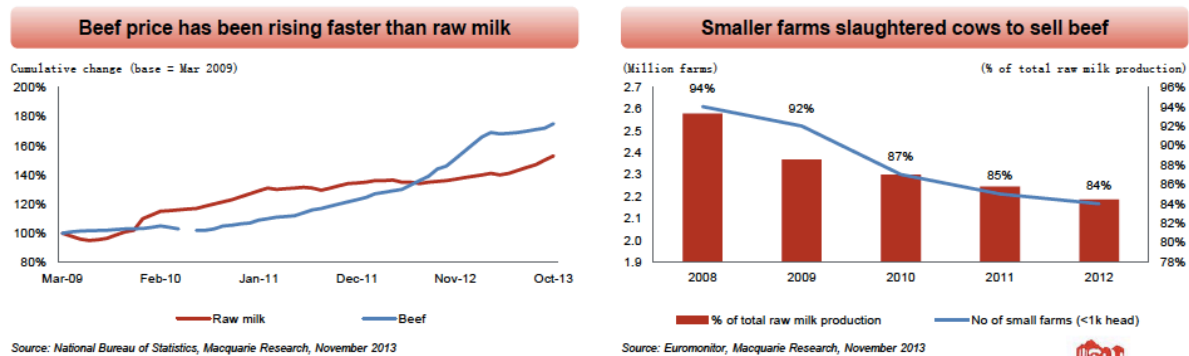 Beef price has been rising faster than raw milk
Cumulative change (base = Mar 2009)
200%
180%
160%
140%
120%
100%
80%
Mar-09 Feb-10 Jan-11 Dec-11 Nov-12 Oct-13
Raw milk Beef
Source: National Bureau of Statistics, Macquarie Research, November 2013
Smaller farms slaughtered cows to sell beef
(Million farms) (% of total raw milk production)
2.7 96%
2.6 94%
2.5 92%
2.4 90%
2.3 88%
2.2 86%
2.1 84%
2.0 82%
1.9 80%
78%
94%
92%
87%
85%
84%
2008 2009 2010 2011 2012
% of total raw milk production No of small farms (<1k head)
Source: Euromonitor, Macquarie Research, November 2013